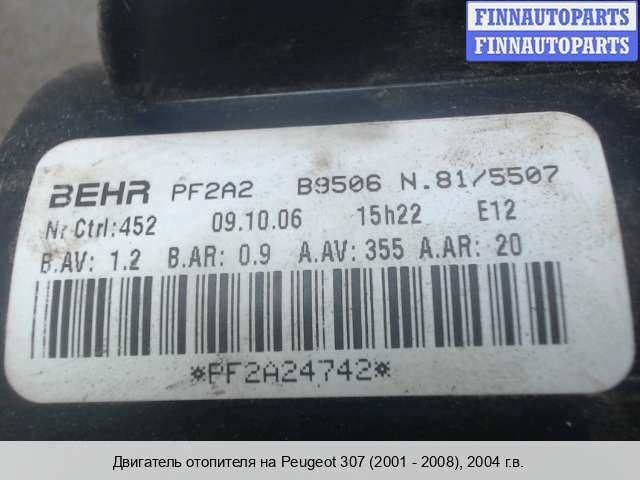 FINNAUTOPARTS
FINNAUTOPARTS
BEHR PF2A2 B9506 N.81/5507
Nr Ctrl:452 09.10.06 15h22 E12
B.AV: 1.2 B.AR: 0.9 A.AV: 355 A.AR: 20
*PF2A24742*
Двигатель отопителя на Peugeot 307 (2001 - 2008), 2004 г.в.